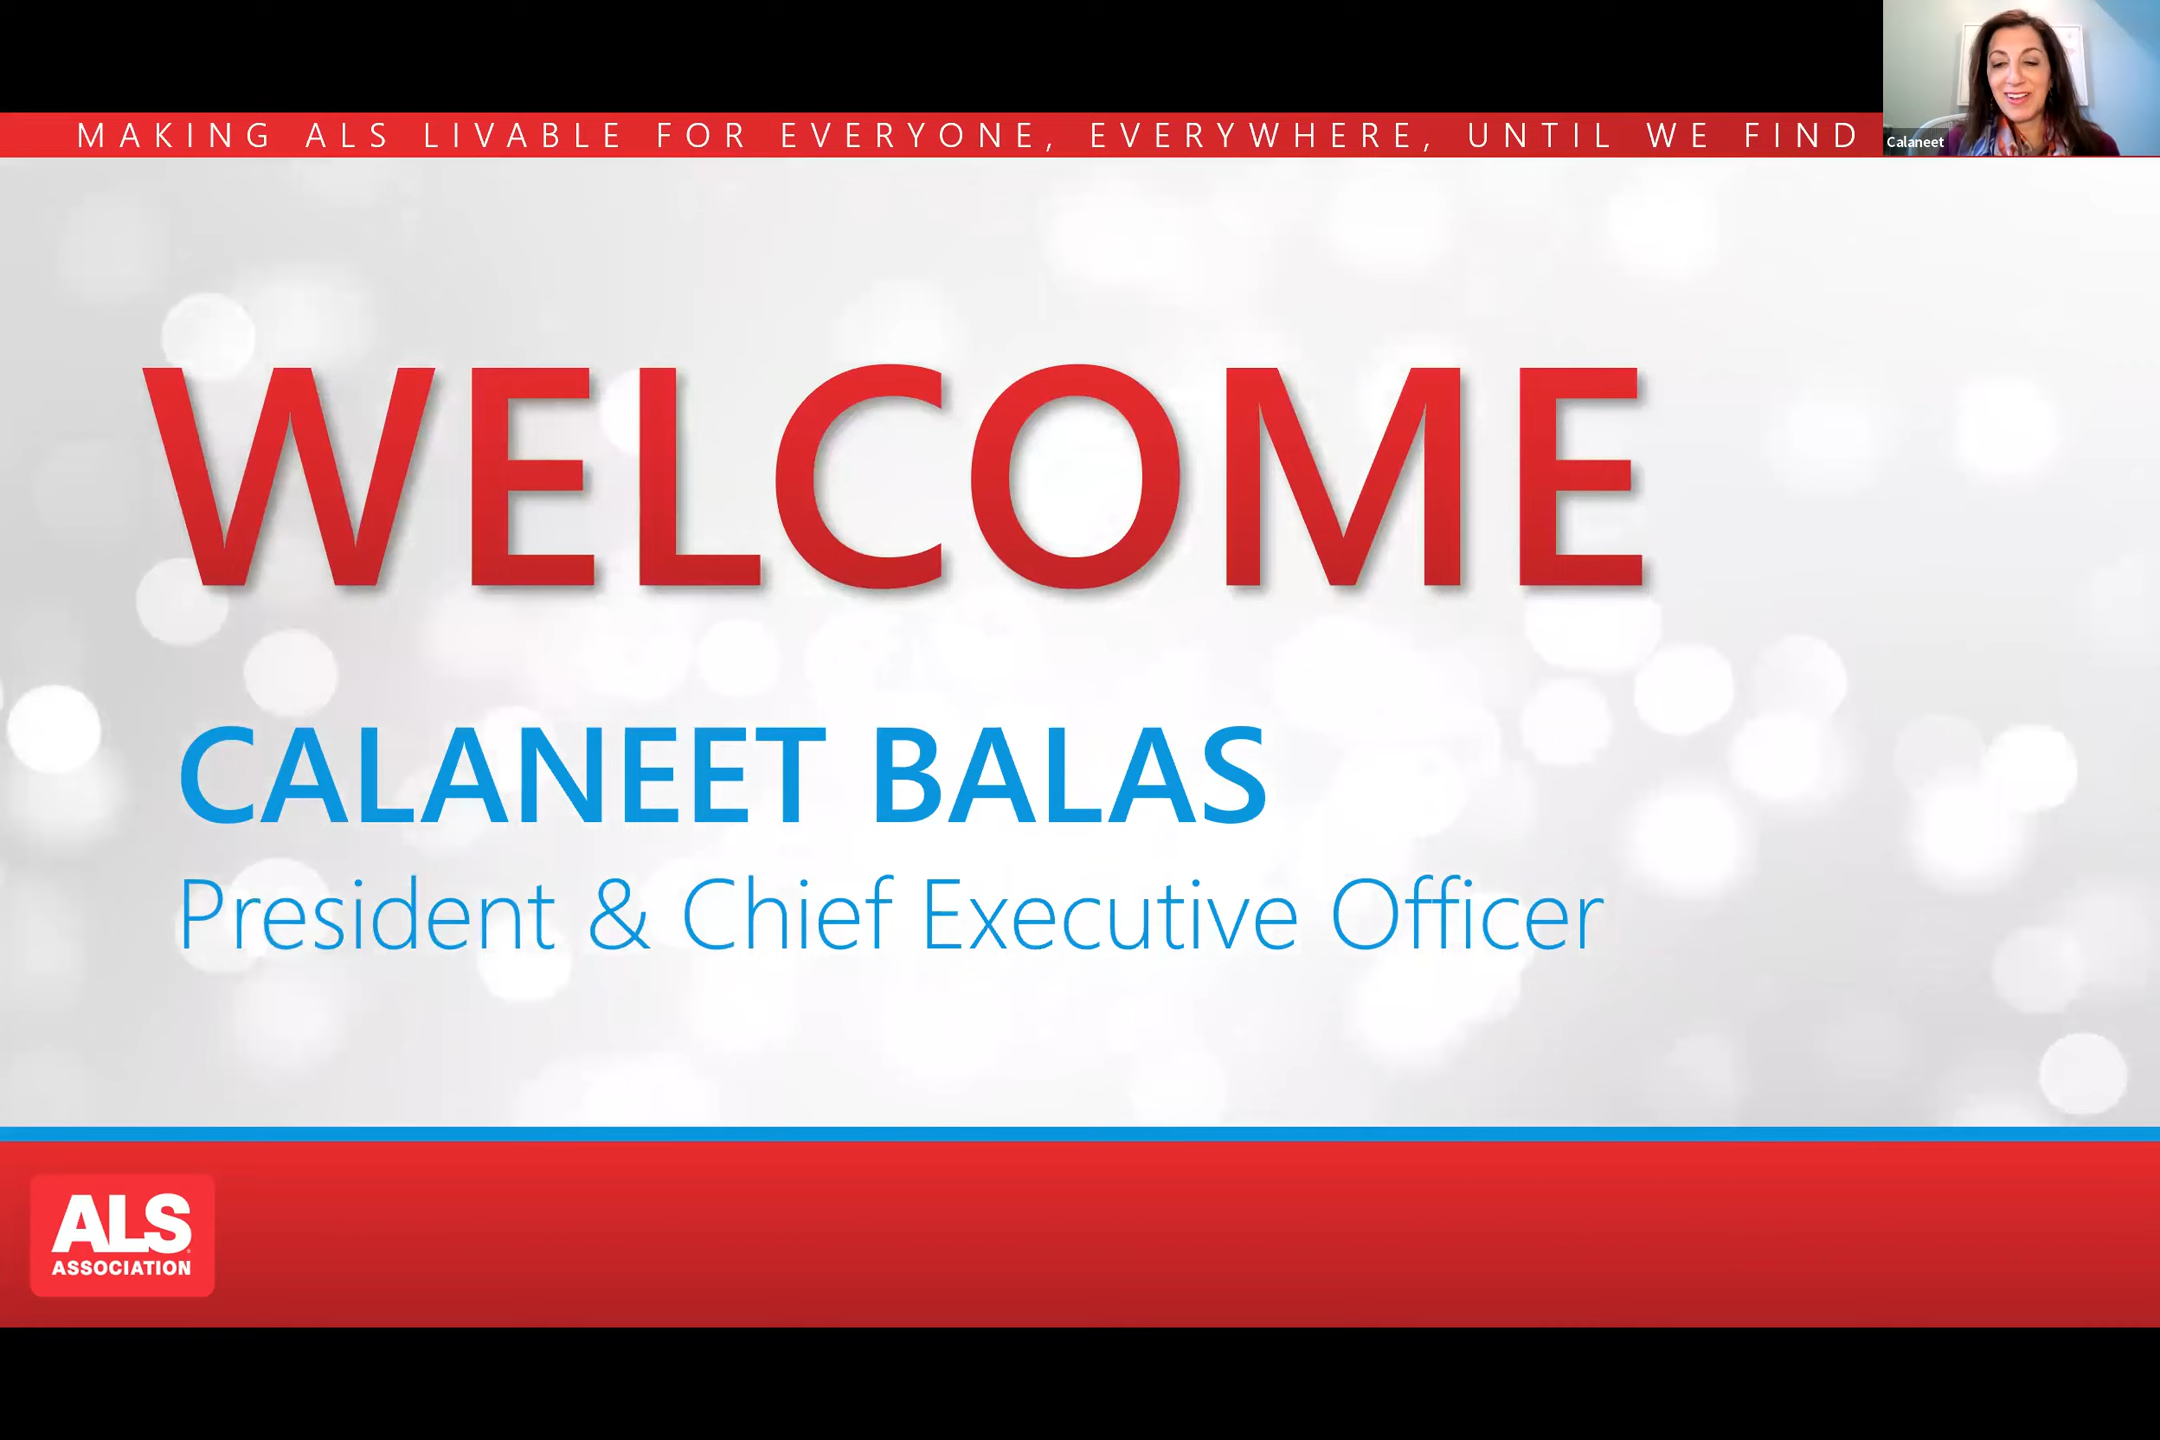 MAKING ALS LIVABLE FOR EVERYONE, EVERYWHERE, UNTIL WE FIND
Calaneet
WELCOME
CALANEET BALAS
President & Chief Executive Officer
ALS
ASSOCIATION